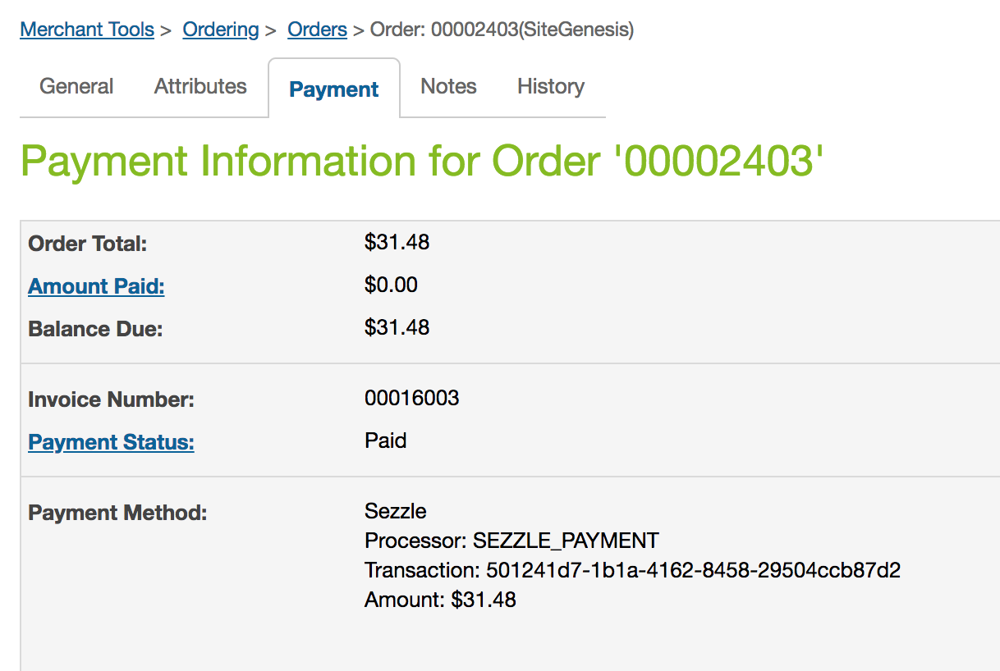 Merchant Tools > Ordering > Orders > Order: 00002403(SiteGenesis)
General Attributes Payment Notes History
Payment Information for Order '00002403'
Order Total: $31.48
Amount Paid: $0.00
Balance Due: $31.48
Invoice Number: 00016003
Payment Status: Paid
Payment Method: Sezzle
Processor: SEZZLE_PAYMENT
Transaction: 501241d7-1b1a-4162-8458-29504ccb87d2
Amount: $31.48